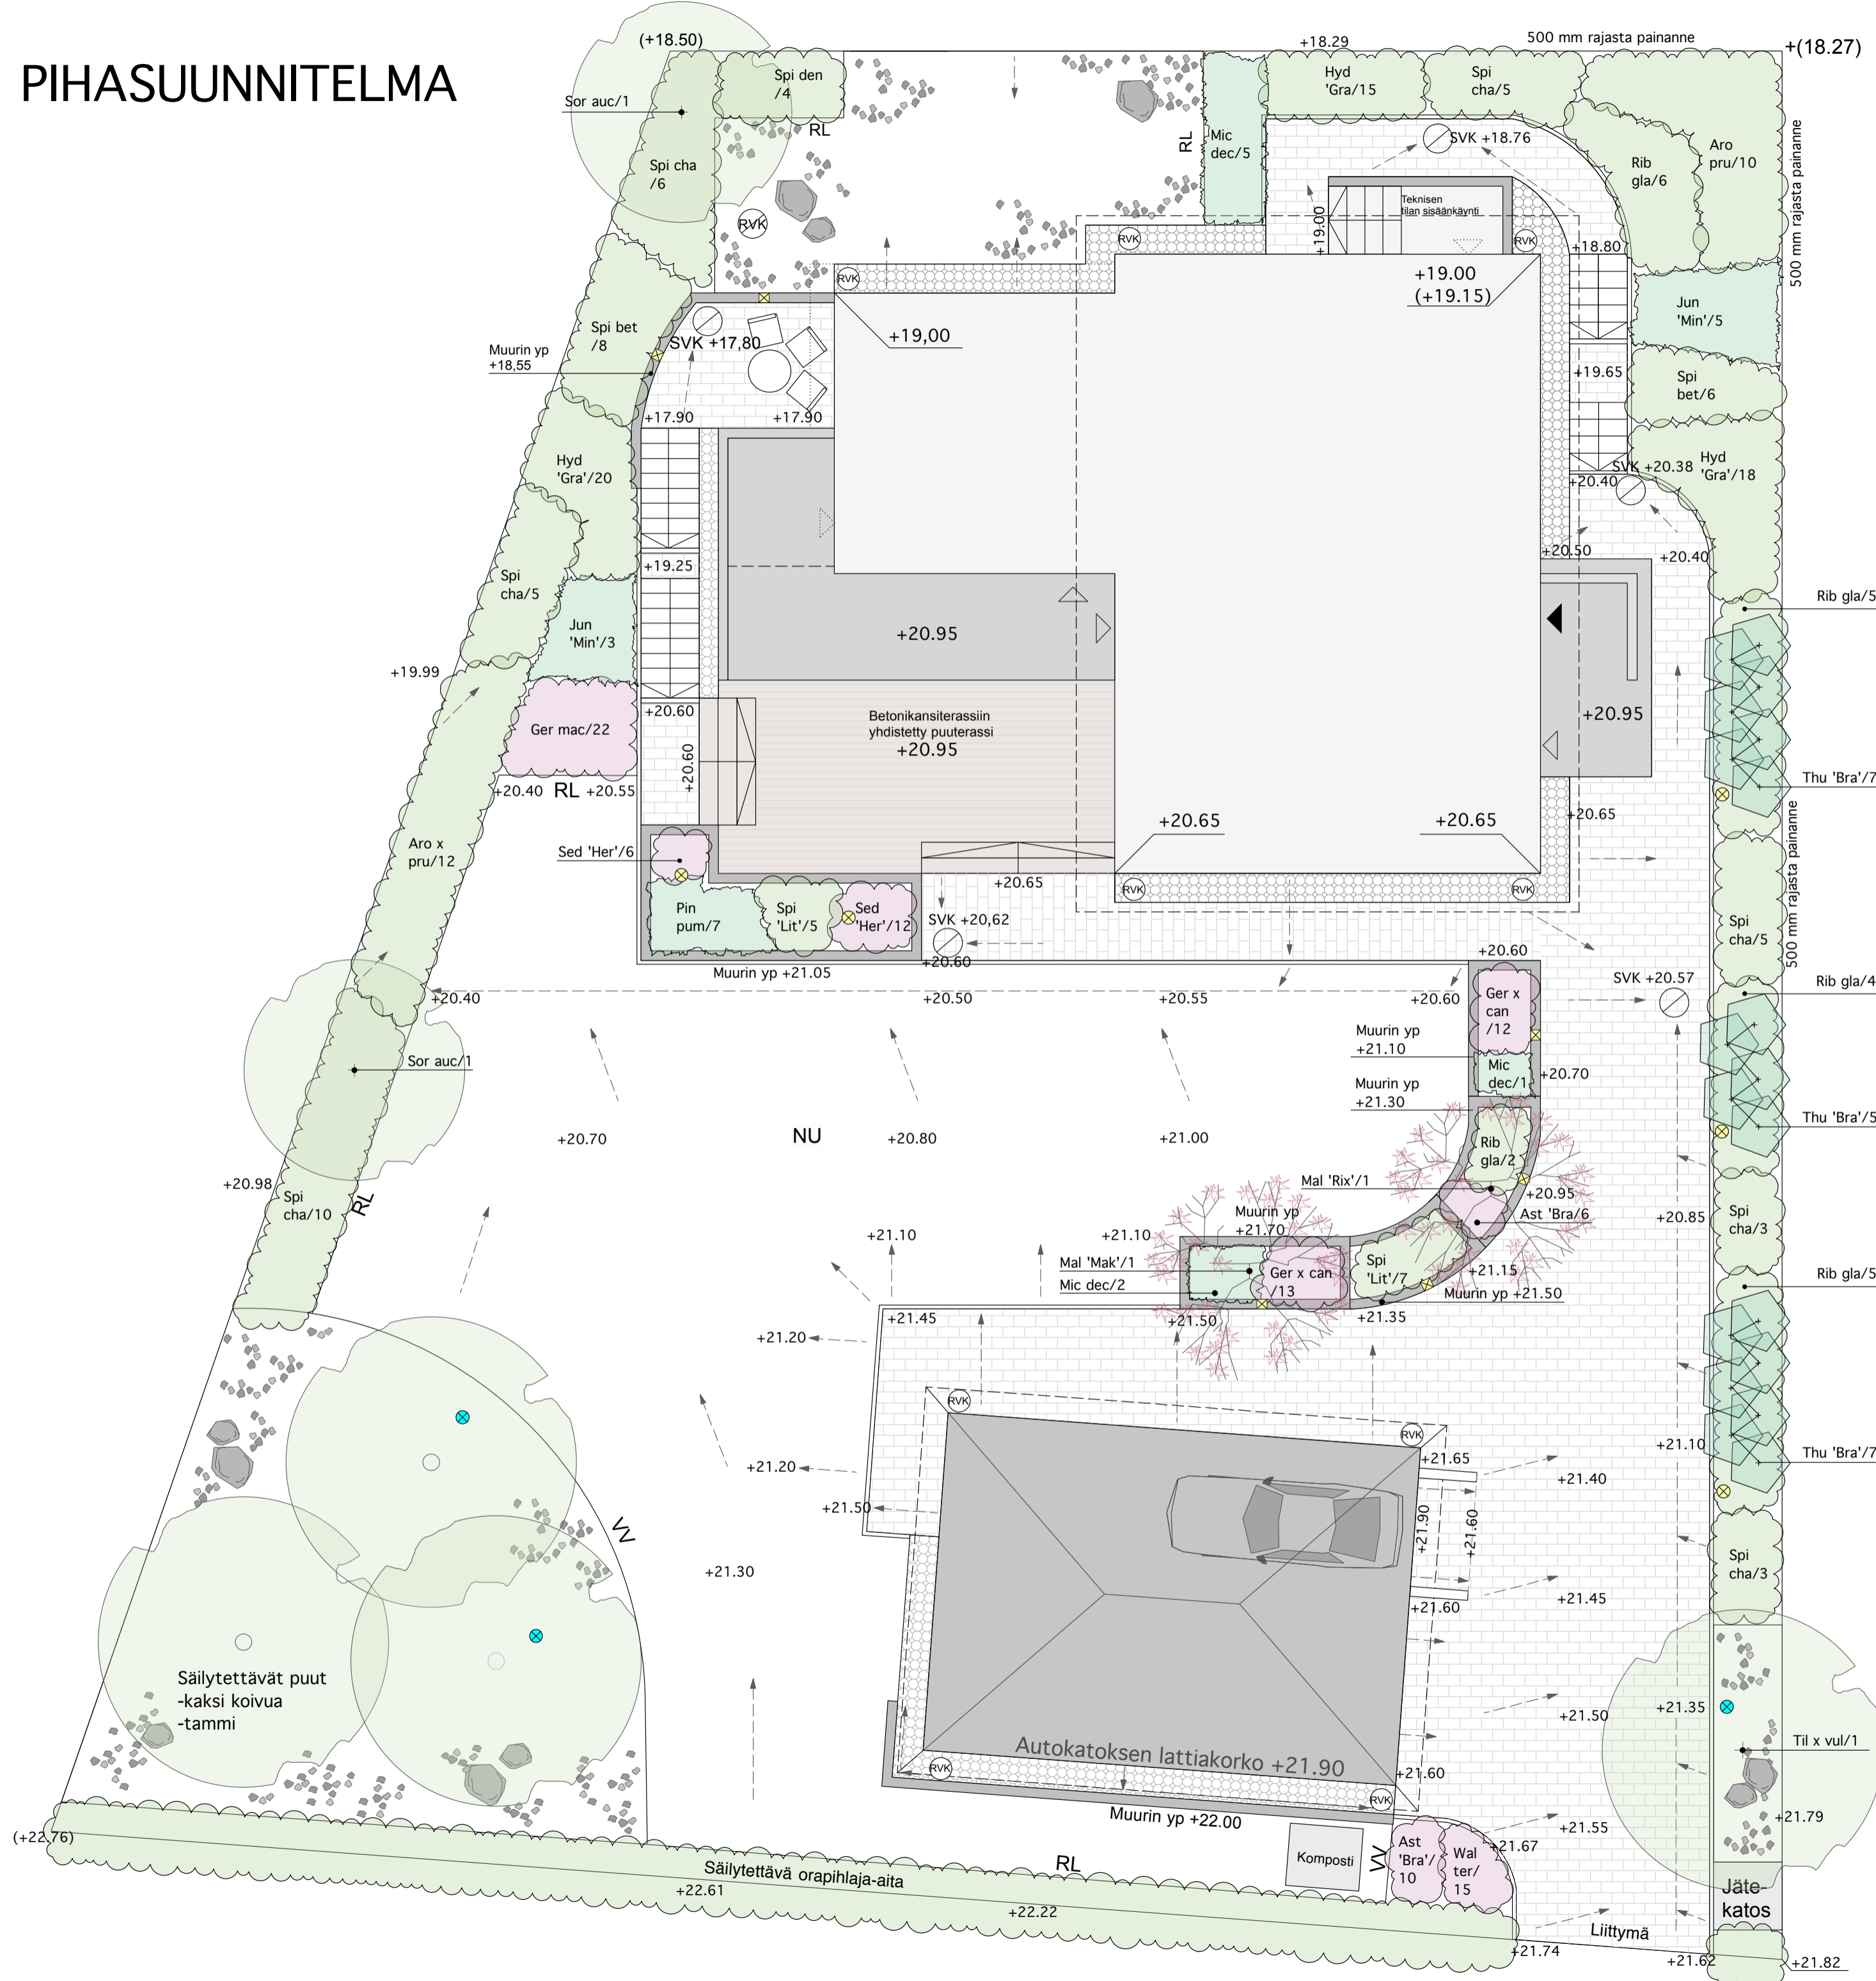 PIHASUUNNITELMA
(+18.50)
+18.29
500 mm rajasta painanne
+(18.27)
Spi den
/4
Sor auc/1
RL
Hyd
'Gra/15
Spi
cha/5
RL
Mic
dec/5
SVK +18.76
Rib
gla/6
Aro
pru/10
500 mm rajasta painanne
Spi cha
/6
RVK
Teknisen
tilan sisäänkäynti
+19.00
RVK
RVK
+18.80
RVK
+19.00
(+19.15)
Jun
'Min'/5
Spi bet
/8
SVK +17,80
+19,00
Muurin yp
+18,55
+19.65
Spi
bet/6
+17.90
+17.90
Hyd
'Gra'/20
SVK +20.38
Hyd
'Gra'/18
+20.40
+20.50
+20.40
+19.25
Spi
cha/5
Rib gla/5
Jun
'Min'/3
+20.95
+19.99
+20.60
Ger mac/22
Betonikansiterassiin
yhdistetty puuterassi
+20.95
+20.95
+20.60
Thu 'Bra'/7
+20.40
RL
+20.55
+20.65
+20.65
+20.65
500 mm rajasta painanne
Aro x
pru/12
Sed 'Her'/6
+20.65
RVK
RVK
Pin
pum/7
Spi
'Lit'/5
Sed
'Her'/12
SVK +20,62
Spi
cha/5
+20.60
+20.60
Muurin yp +21.05
SVK +20.57
Rib gla/4
+20.40
+20.50
+20.55
+20.60
Ger x
can
/12
Muurin yp
+21.10
Sor auc/1
Mic
dec/1
+20.70
Muurin yp
+21.30
Thu 'Bra'/5
+20.70
NU
+20.80
+21.00
Rib
gla/2
+20.98
Mal 'Rix'/1
+20.95
Spi
cha/10
RL
Muurin yp
+21.70
Ast 'Bra/6
+20.85
Spi
cha/3
+21.10
+21.10
Mal 'Mak'/1
Ger x can
/13
Spi
'Lit'/7
+21.15
Rib gla/5
Mic dec/2
Muurin yp +21.50
+21.45
+21.50
+21.35
+21.20
RVK
RVK
+21.10
+21.65
Thu 'Bra'/7
+21.20
+21.40
+21.50
+21.90
+21.60
VV
+21.30
Spi
cha/3
+21.45
+21.60
Säilytettävät puut
-kaksi koivua
-tammi
+21.35
+21.50
Til x vul/1
Autokatoksen lattiakorko +21.90
RVK
+21.60
RVK
Muurin yp +22.00
+21.79
+21.55
(+22.76)
Ast
'Bra'/
10
Wal
ter/
15
+21.67
Komposti
VV
RL
Säilytettävä orapihlaja-aita
+22.61
Jäte-
katos
+22.22
Liittymä
+21.74
+21.62
+21.82